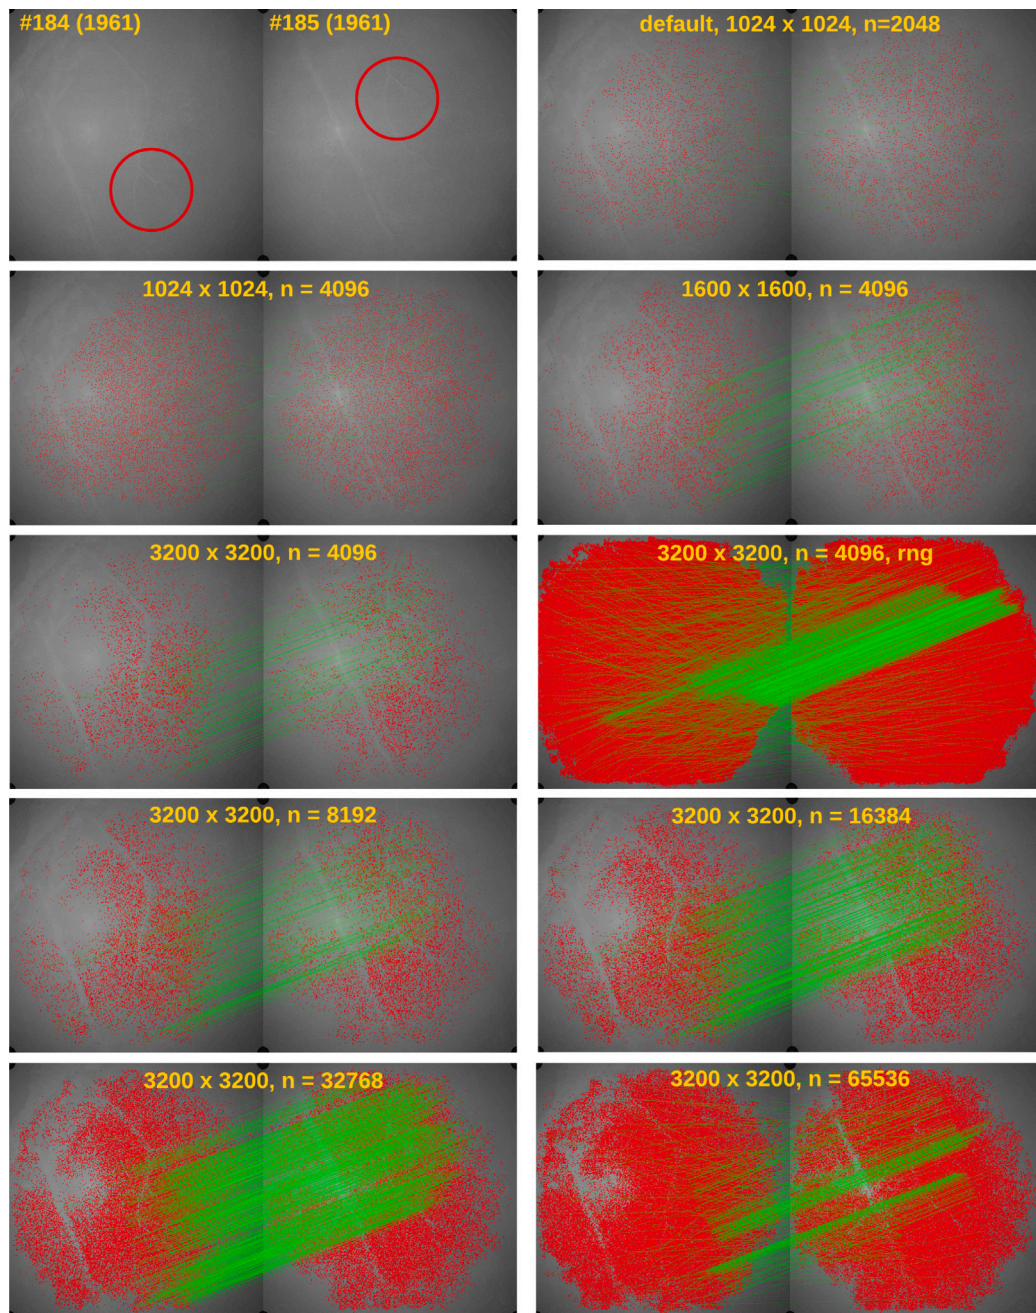 #184 (1961)
#185 (1961)
default, 1024 x 1024, n=2048
1024 x 1024, n = 4096
1600 x 1600, n = 4096
3200 x 3200, n = 4096
3200 x 3200, n = 4096, rng
3200 x 3200, n = 8192
3200 x 3200, n = 16384
3200 x 3200, n = 32768
3200 x 3200, n = 65536